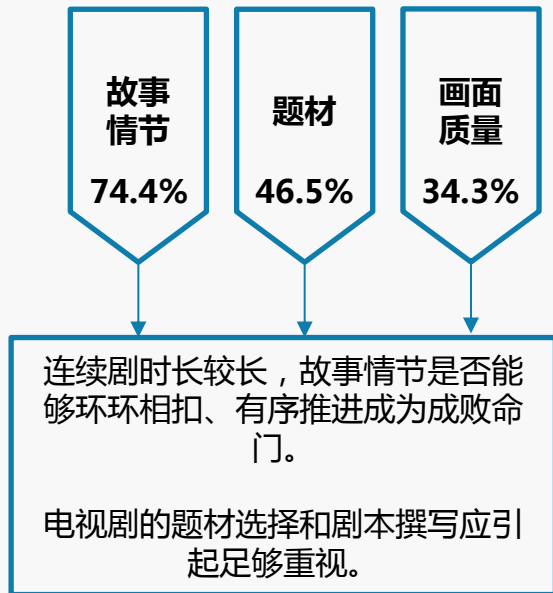 故事
情节
74.4%
题材
46.5%
画面
质量
34.3%
连续剧时长较长，故事情节是否能
够环环相扣、有序推进成为成败命
门。
电视剧的题材选择和剧本撰写应引
起足够重视。